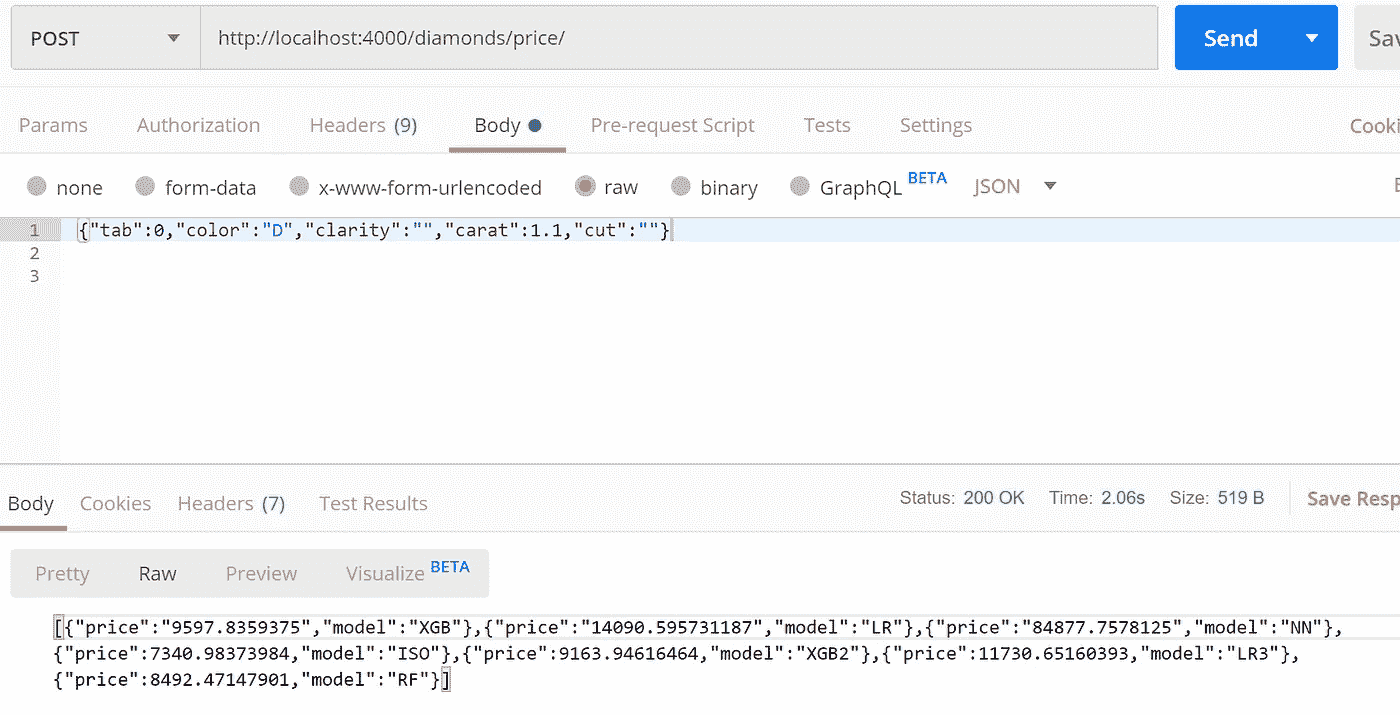 POST http://localhost:4000/diamonds/price/ Send Sav
Params Authorization Headers (9) Body Pre-request Script Tests Settings Cooki
none form-data x-www-form-urlencoded raw binary GraphQL BETA JSON
1 {"tab":0,"color":"D","clarity":"","carat":1.1,"cut":""}
2
3
Body Cookies Headers (7) Test Results Status: 200 OK Time: 2.06s Size: 519 B Save Resp
Pretty Raw Preview Visualize BETA
[{"price":"9597.8359375","model":"XGB"},{"price":"14090.595731187","model":"LR"},{"price":"84877.7578125","model":"NN"},
{"price":7340.98373984,"model":"ISO"},{"price":9163.94616464,"model":"XGB2"},{"price":11730.65160393,"model":"LR3"},
{"price":8492.47147901,"model":"RF"}]